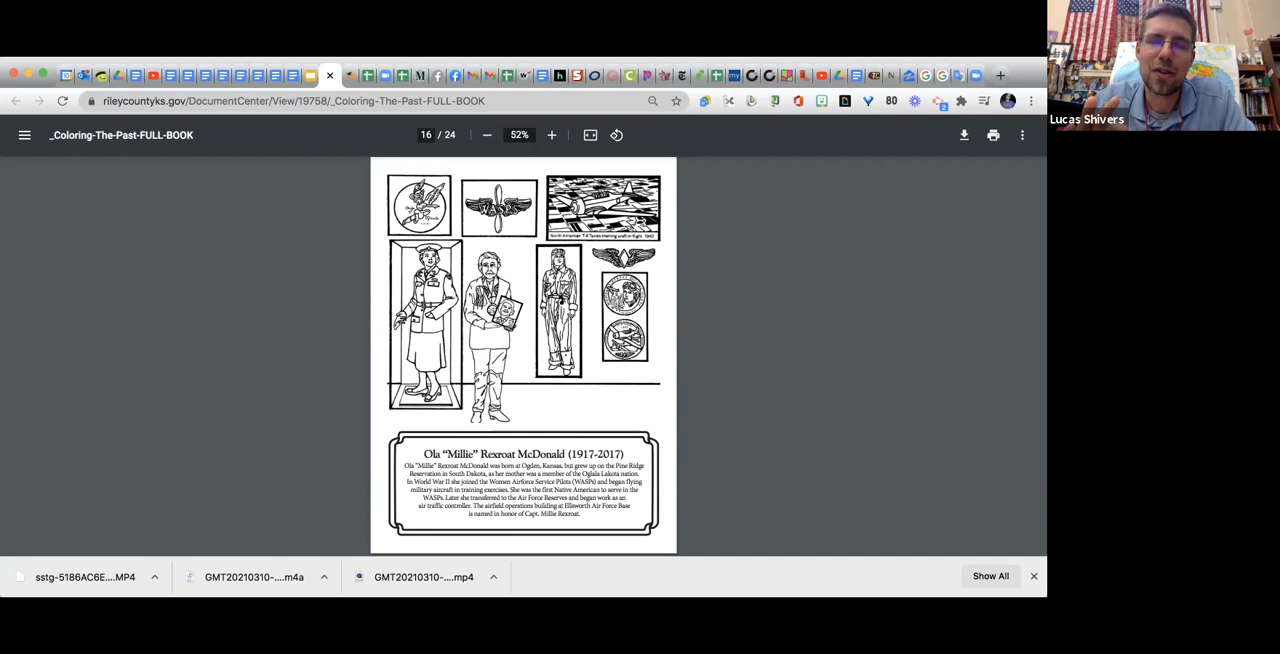 rileycountyks.gov/DocumentCenter/View/19758/_Coloring-The-Past-FULL-BOOK
Lucas Shivers
_Coloring-The-Past-FULL-BOOK
16 / 24
52%
WASPS
North American T-6 Texas training craft in flight 1943
Ola “Millie” Rexroat McDonald (1917-2017)
Ola "Millie" Rexroat McDonald was born at Ogden, Kansas, but grew up on the Pine Ridge
Reservation in South Dakota, as her mother was a member of the Oglala Lakota nation.
In World War II she joined the Women Airforce Service Pilots (WASPs) and began flying
military aircraft in training exercises. She was the first Native American to serve in the
WASPs. Later she transferred to the Air Force Reserves and began work as an
air traffic controller. The airfield operations building at Ellsworth Air Force Base
is named in honor of Capt. Millie Rexroat.
sstg-5186AC6E....MP4
GMT20210310-....m4a
GMT20210310-....mp4
Show All